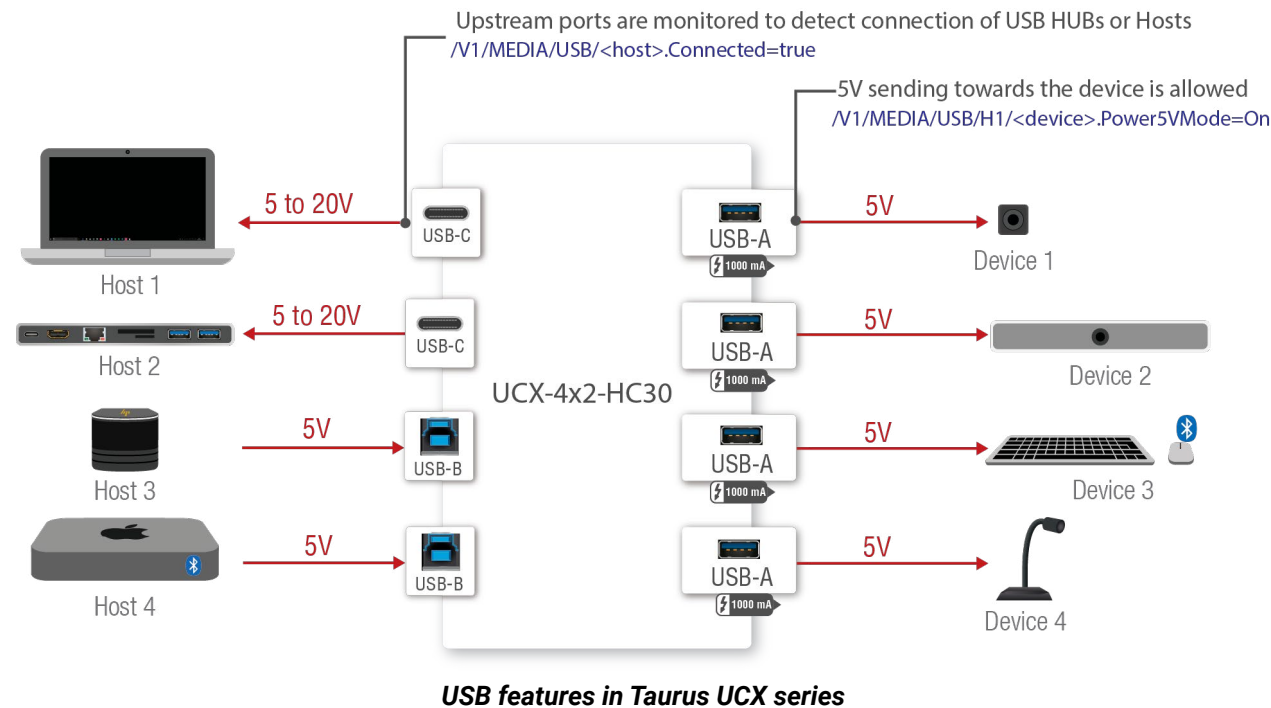 Upstream ports are monitored to detect connection of USB HUBs or Hosts
/V1/MEDIA/USB/<host>.Connected=true
5V sending towards the device is allowed
/V1/MEDIA/USB/H1/<device>.Power5VMode=On
5 to 20V
USB-C
Host 1
USB-A
1000 mA
5V
Device 1
5 to 20V
USB-C
Host 2
USB-A
1000 mA
5V
Device 2
UCX-4x2-HC30
5V
USB-B
Host 3
USB-A
1000 mA
5V
Device 3
5V
USB-B
Host 4
USB-A
1000 mA
5V
Device 4
USB features in Taurus UCX series